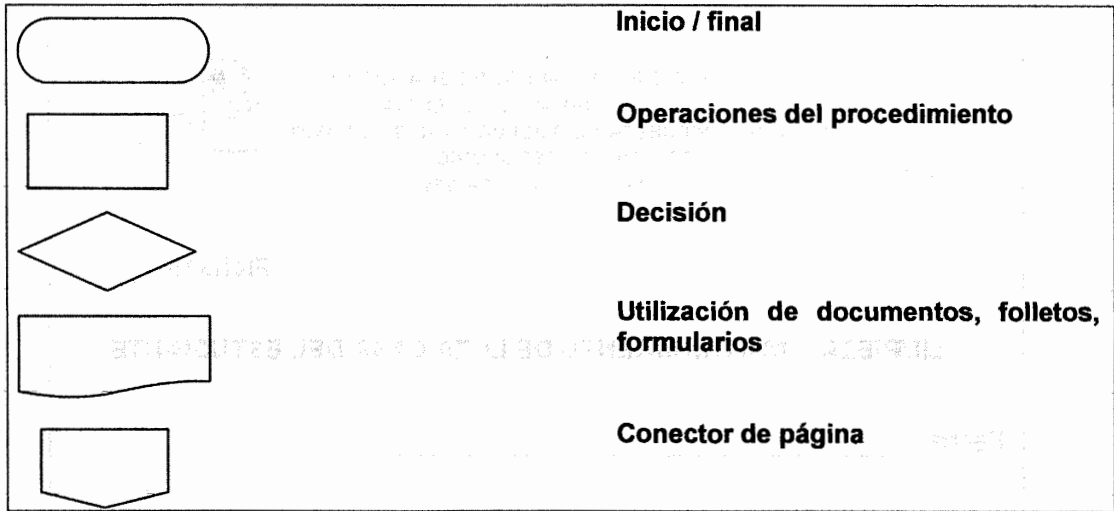 Inicio / final
Operaciones del procedimiento
Decisión
Utilización de documentos, folletos,
formularios
Conector de página